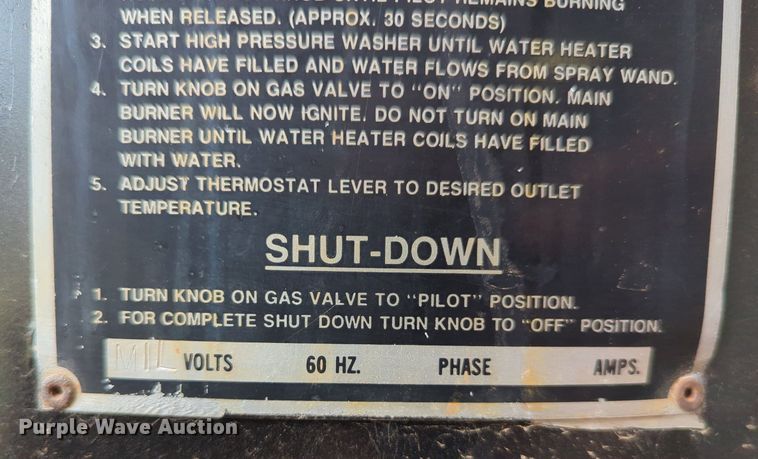 PILOT REMAINS BURNING
WHEN RELEASED. (APPROX. 30 SECONDS)
3. START HIGH PRESSURE WASHER UNTIL WATER HEATER
COILS HAVE FILLED AND WATER FLOWS FROM SPRAY WAND.
4. TURN KNOB ON GAS VALVE TO "ON" POSITION. MAIN
BURNER WILL NOW IGNITE. DO NOT TURN ON MAIN
BURNER UNTIL WATER HEATER COILS HAVE FILLED
WITH WATER.
5. ADJUST THERMOSTAT LEVER TO DESIRED OUTLET
TEMPERATURE.
SHUT-DOWN
1. TURN KNOB ON GAS VALVE TO "PILOT" POSITION.
2. FOR COMPLETE SHUT DOWN TURN KNOB TO "OFF" POSITION.
MIL VOLTS 60 HZ. PHASE AMPS.
Purple Wave Auction